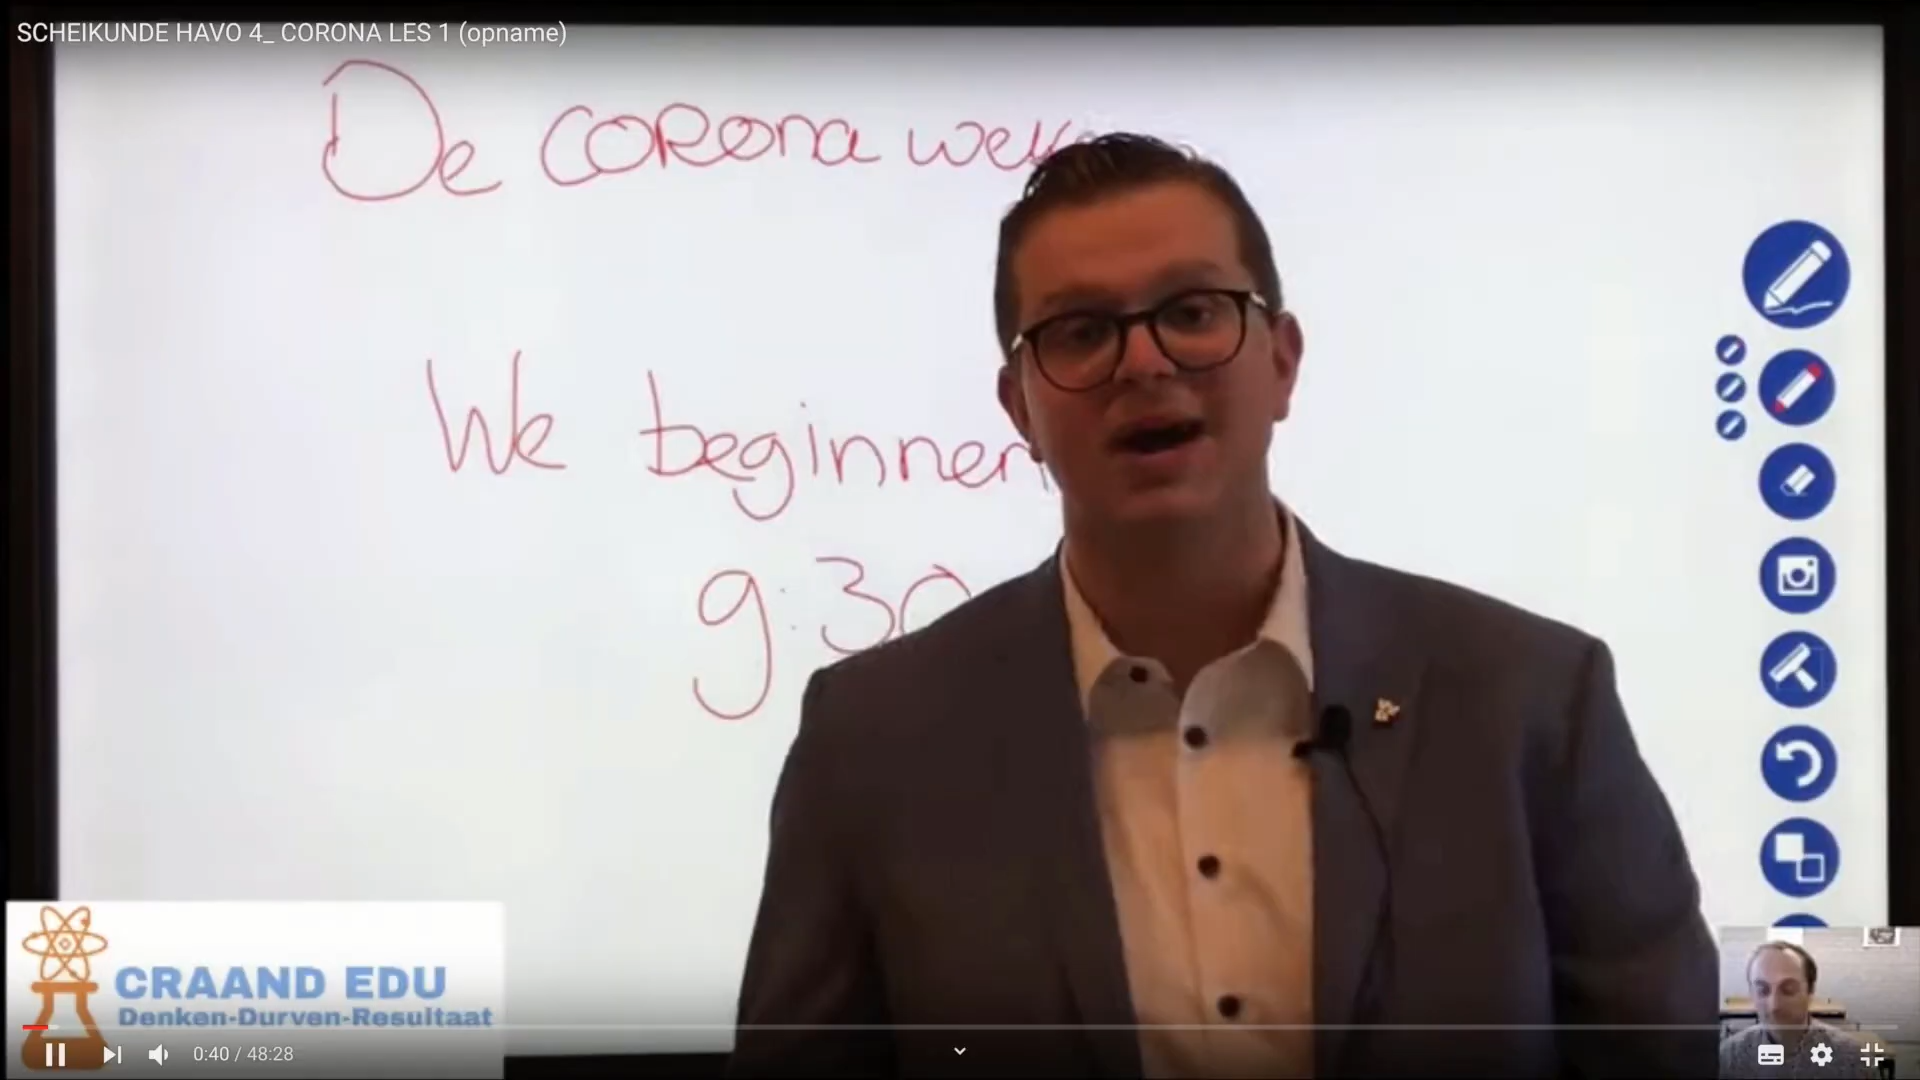 SCHEIKUNDE HAVO 4_ CORONA LES 1 (opname)
De corona
We beginnen
9:30
CRAAND EDU
Denken-Durven-Resultaat
0:40 / 48:28